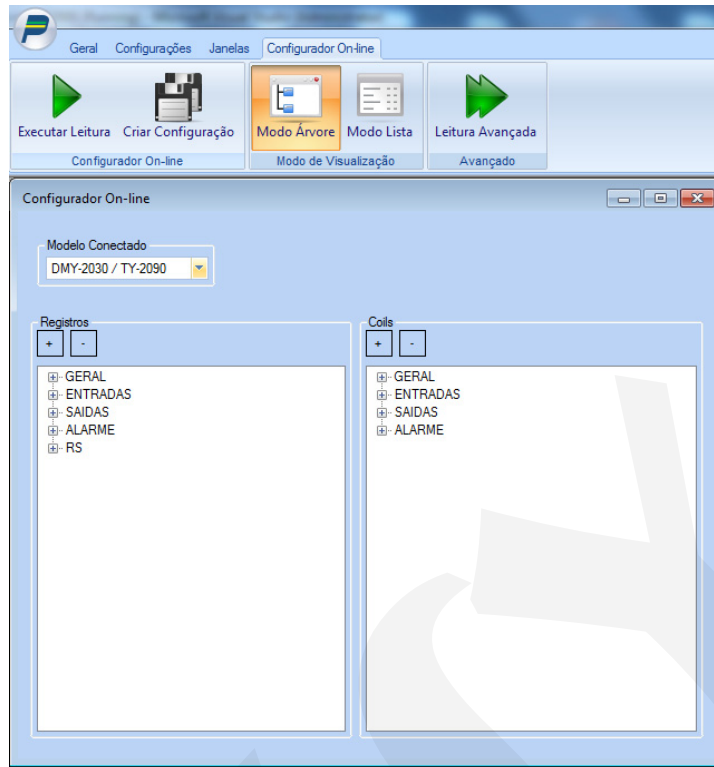 Geral Configurações Janelas Configurador On-line
Executar Leitura Criar Configuração Modo Árvore Modo Lista Leitura Avançada
Configurador On-line Modo de Visualização Avançado
Configurador On-line
Modelo Conectado
DMY-2030 / TY-2090
Registros Coils
+ - + -
GERAL GERAL
ENTRADAS ENTRADAS
SAIDAS SAIDAS
ALARME ALARME
RS